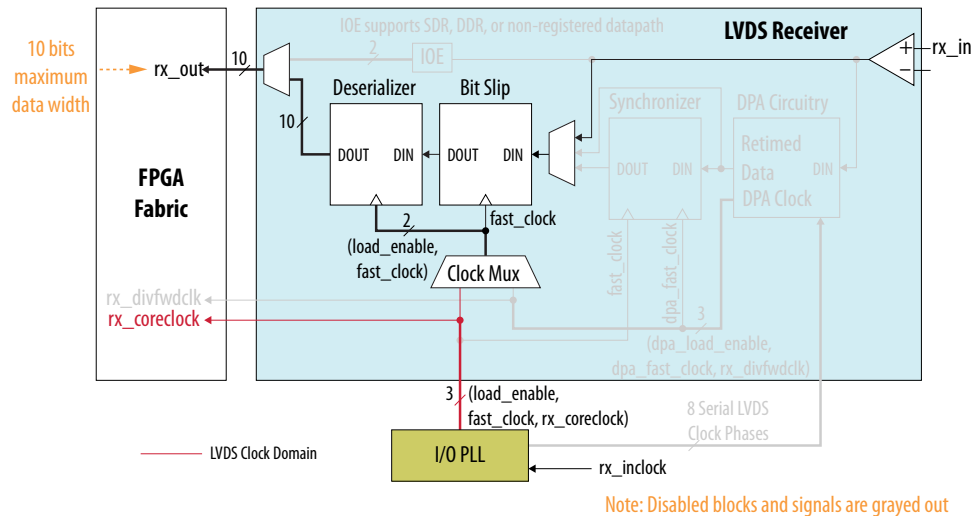 IOE supports SDR, DDR, or non-registered datapath
LVDS Receiver
10 bits
maximum
data width
rx_out
10
2
IOE
+
−
rx_in
Deserializer
Bit Slip
Synchronizer
DPA Circuitry
10
DOUT
DIN
DOUT
DIN
DOUT
DIN
Retimed
Data
DIN
DPA Clock
FPGA
Fabric
2
(load_enable,
fast_clock)
fast_clock
Clock Mux
fast_clock
dpa_fast_clock
rx_divfwdclk
rx_coreclock
3
(dpa_load_enable,
dpa_fast_clock, rx_divfwdclk)
3
(load_enable,
fast_clock, rx_coreclock)
8 Serial LVDS
Clock Phases
LVDS Clock Domain
I/O PLL
rx_inclock
Note: Disabled blocks and signals are grayed out